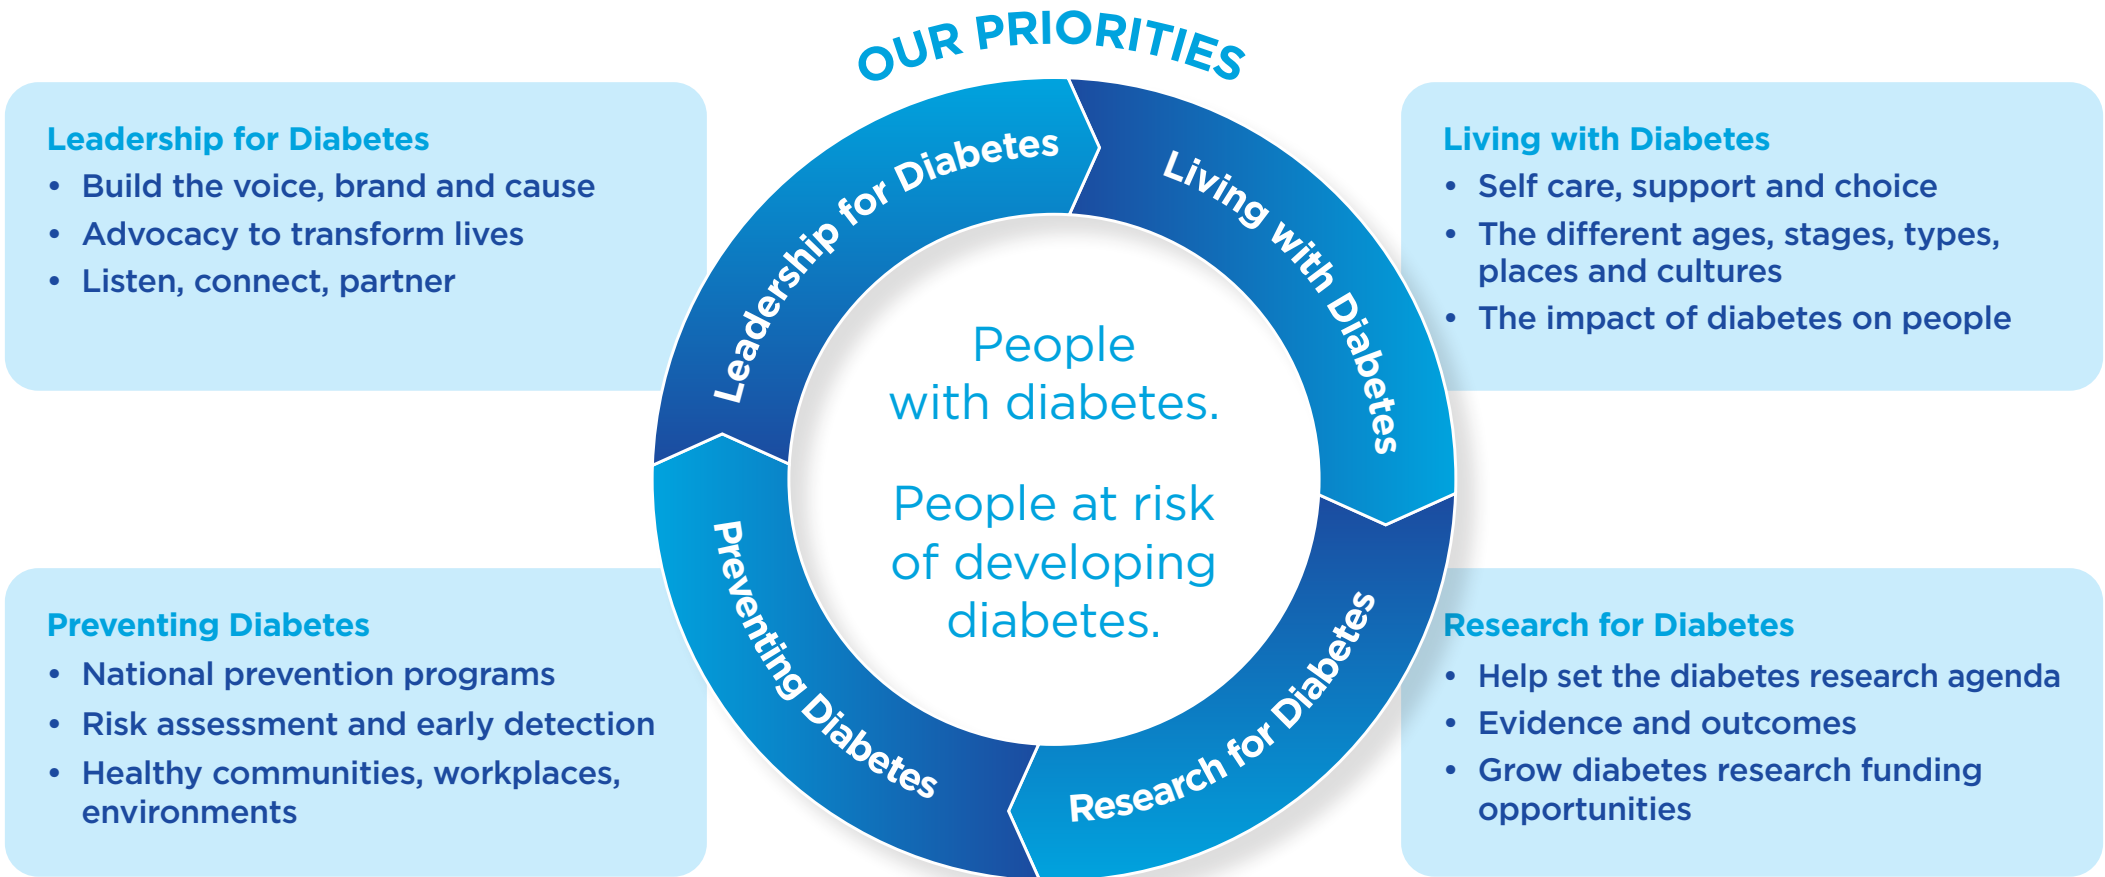 OUR PRIORITIES
Leadership for Diabetes
• Build the voice, brand and cause
• Advocacy to transform lives
• Listen, connect, partner
Living with Diabetes
• Self care, support and choice
• The different ages, stages, types,
places and cultures
• The impact of diabetes on people
Leadership for Diabetes
Living with Diabetes
Research for Diabetes
Preventing Diabetes
People
with diabetes.
People at risk
of developing
diabetes.
Preventing Diabetes
• National prevention programs
• Risk assessment and early detection
• Healthy communities, workplaces,
environments
Research for Diabetes
• Help set the diabetes research agenda
• Evidence and outcomes
• Grow diabetes research funding
opportunities